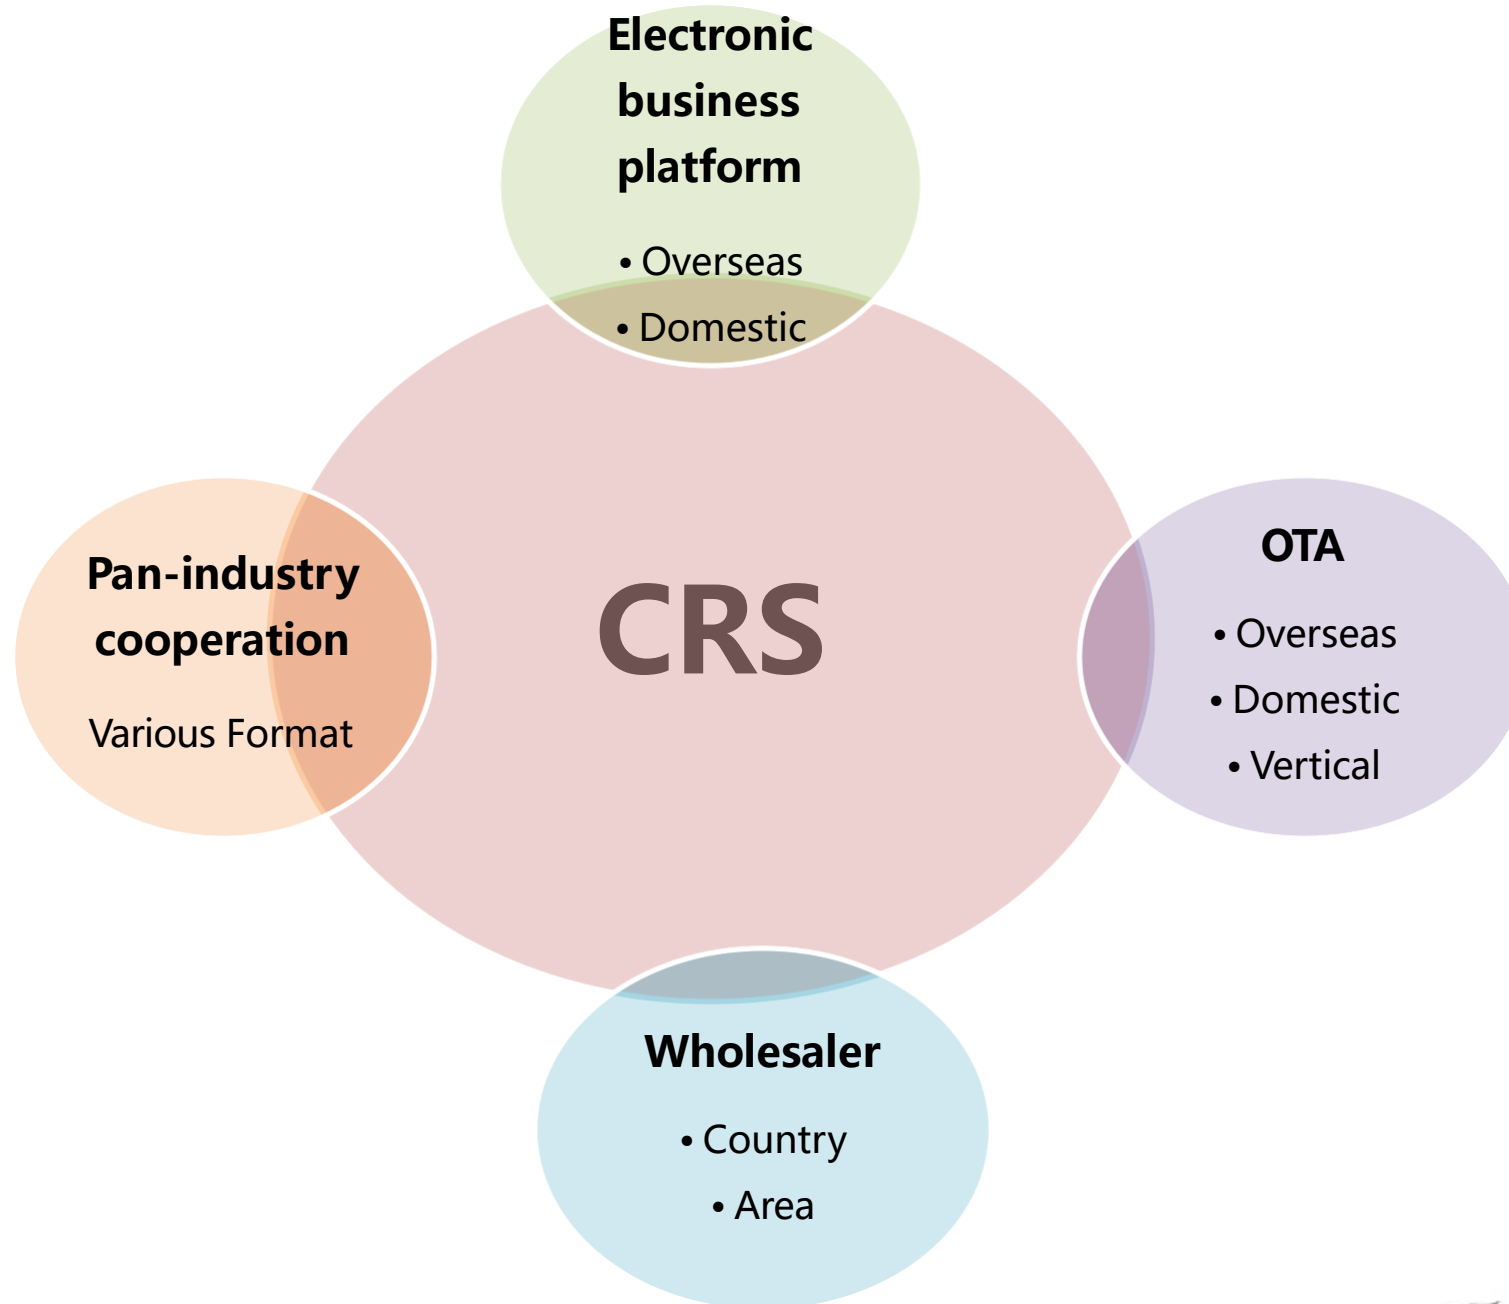 Electronic
business
platform
• Overseas
• Domestic
Pan-industry
cooperation
Various Format
CRS
OTA
• Overseas
• Domestic
• Vertical
Wholesaler
• Country
• Area